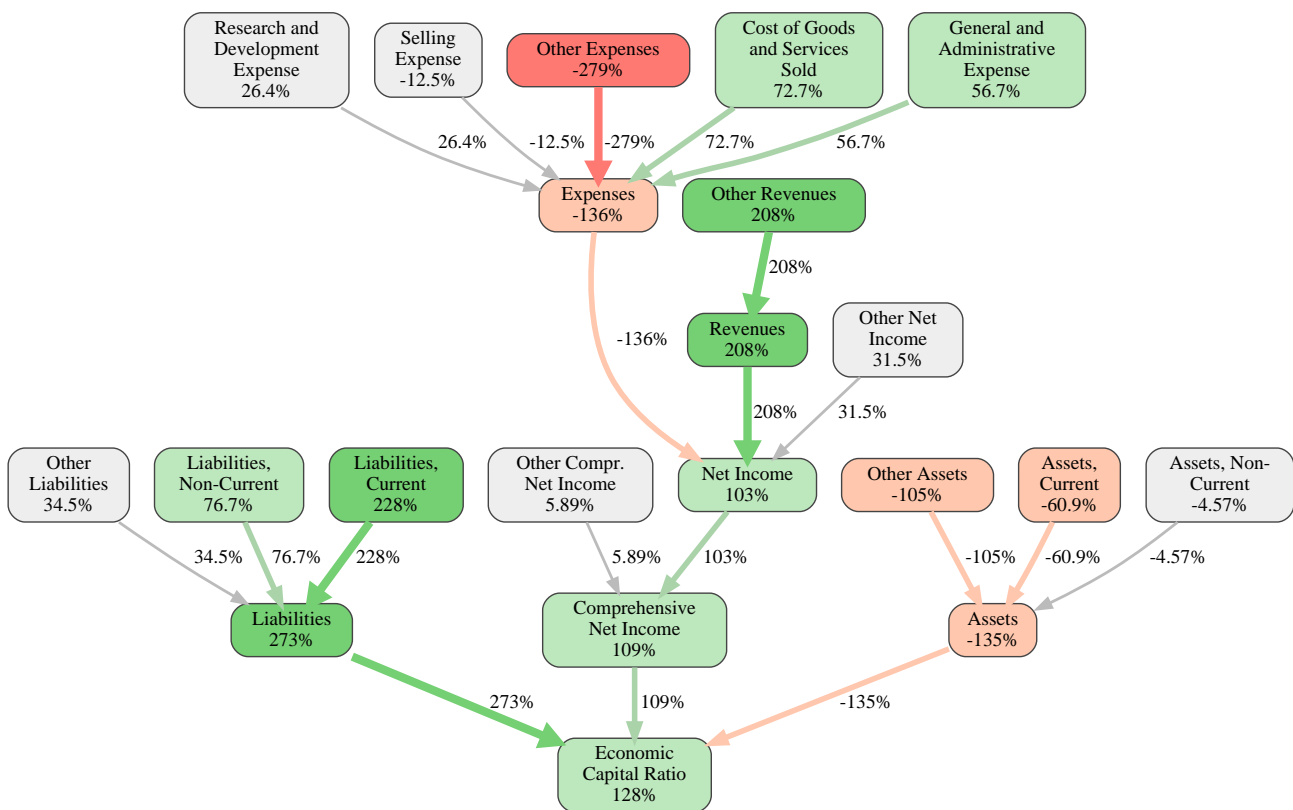 Research and
Development
Expense
26.4%
Selling
Expense
-12.5%
Other Expenses
-279%
Cost of Goods
and Services
Sold
72.7%
General and
Administrative
Expense
56.7%
26.4%
-12.5%
-279%
72.7%
56.7%
Expenses
-136%
Other Revenues
208%
208%
-136%
Revenues
208%
Other Net
Income
31.5%
208%
31.5%
Other
Liabilities
34.5%
Liabilities,
Non-Current
76.7%
Liabilities,
Current
228%
Other Compr.
Net Income
5.89%
Net Income
103%
Other Assets
-105%
Assets,
Current
-60.9%
Assets, Non-
Current
-4.57%
34.5%
76.7%
228%
5.89%
103%
-105%
-60.9%
-4.57%
Liabilities
273%
Comprehensive
Net Income
109%
Assets
-135%
273%
109%
-135%
Economic
Capital Ratio
128%